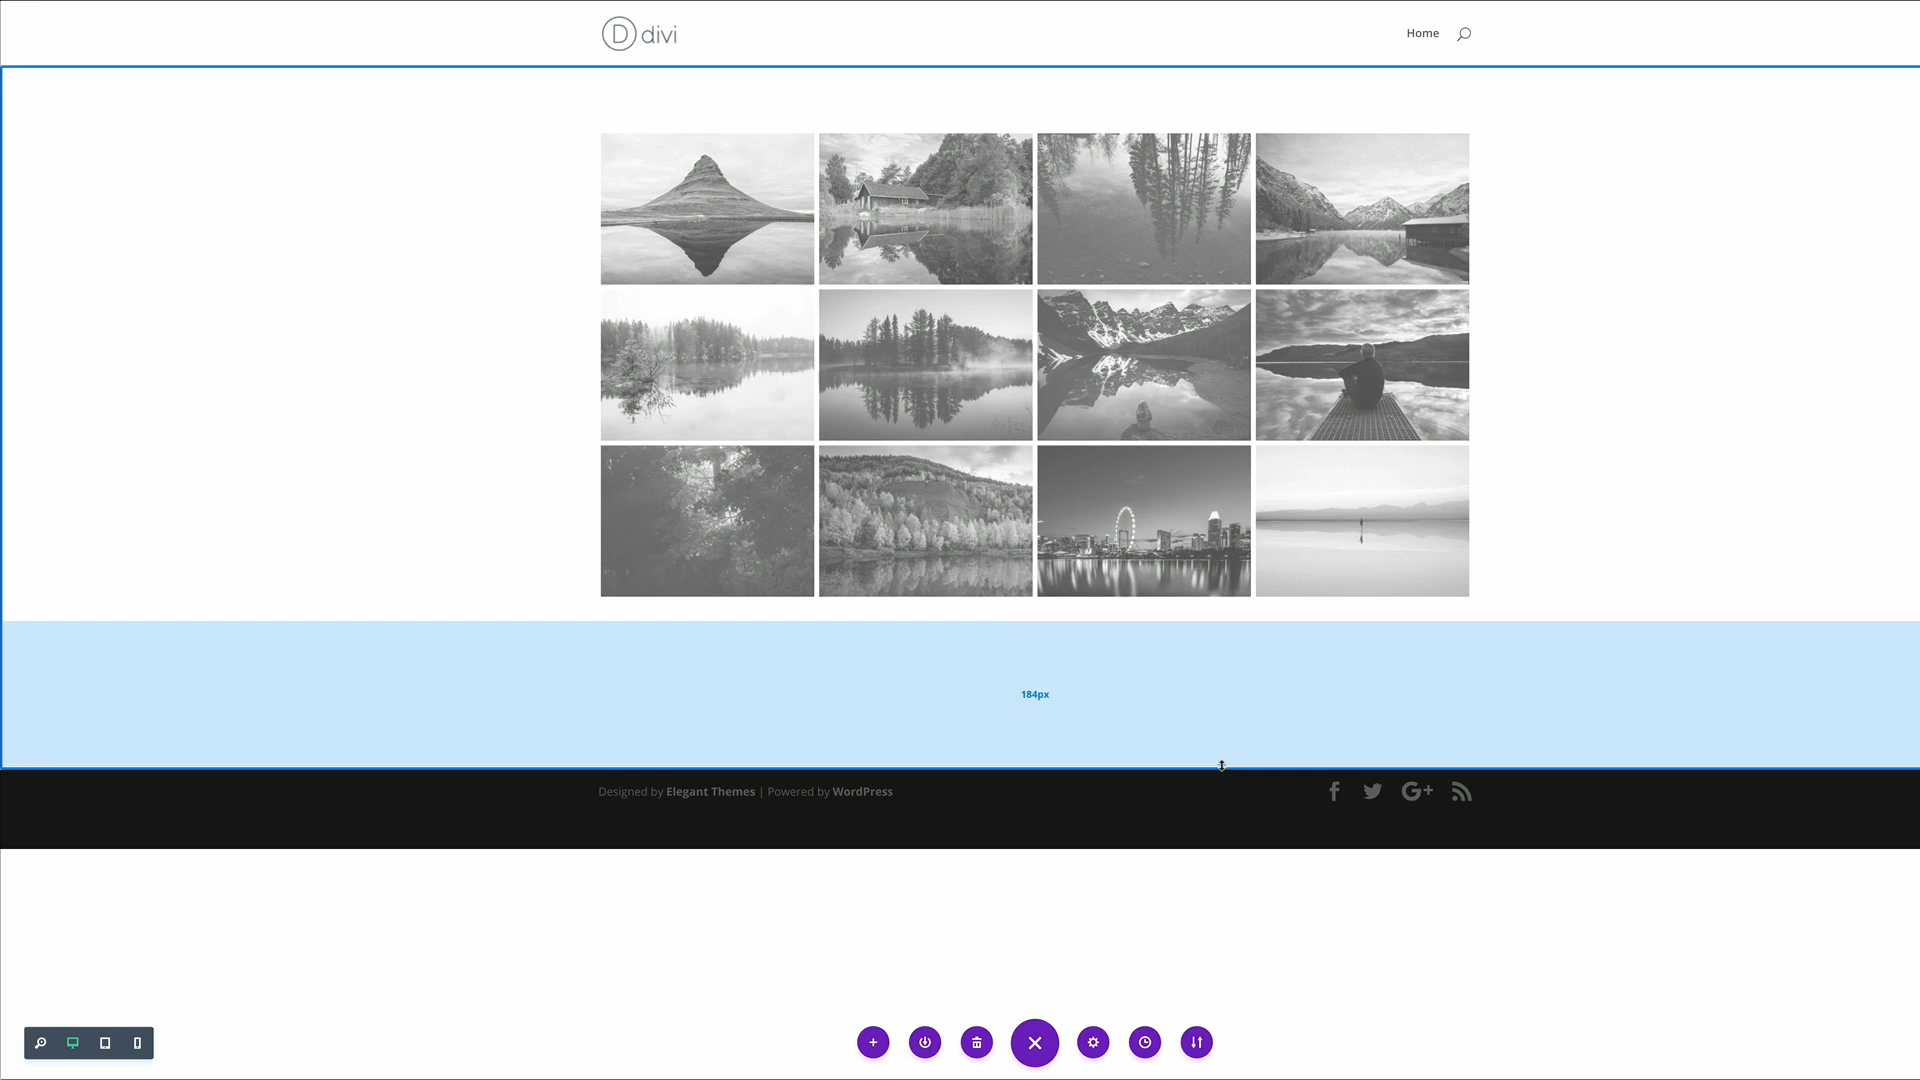 D divi
Home
184px
Designed by Elegant Themes | Powered by WordPress
G+